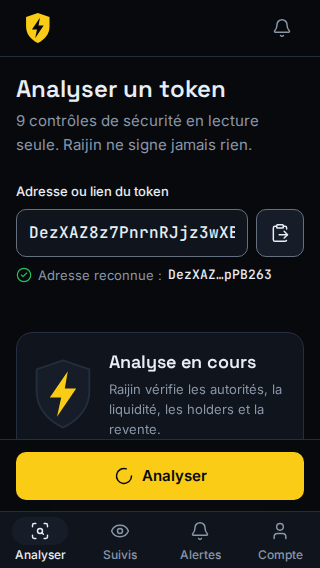 Analyser un token
9 contrôles de sécurité en lecture
seule. Raijin ne signe jamais rien.
Adresse ou lien du token
DezXAZ8z7PnrnRJjz3wXE
Adresse reconnue : DezXAZ…pPB263
Analyse en cours
Raijin vérifie les autorités, la
liquidité, les holders et la
revente.
Analyser
Analyser
Suivis
Alertes
Compte